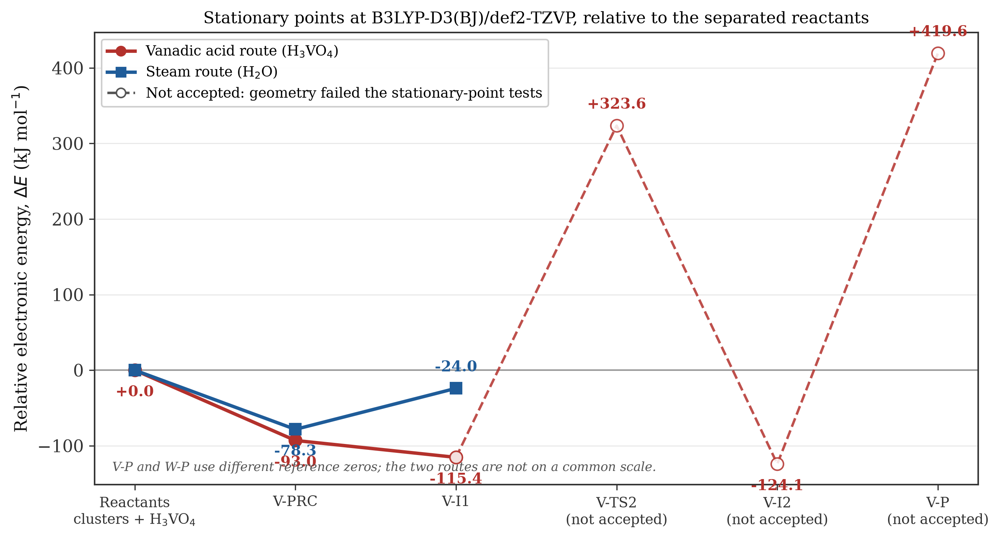 Stationary points at B3LYP-D3(BJ)/def2-TZVP, relative to the separated reactants
Relative electronic energy, ΔE (kJ mol⁻¹)
Vanadic acid route (H₃VO₄)
Steam route (H₂O)
Not accepted: geometry failed the stationary-point tests
400
300
200
100
0
−100
+419.6
+323.6
-24.0
+0.0
-78.3
-93.0
-115.4
-124.1
V-P and W-P use different reference zeros; the two routes are not on a common scale.
Reactants
clusters + H₃VO₄
V-PRC
V-I1
V-TS2
(not accepted)
V-I2
(not accepted)
V-P
(not accepted)